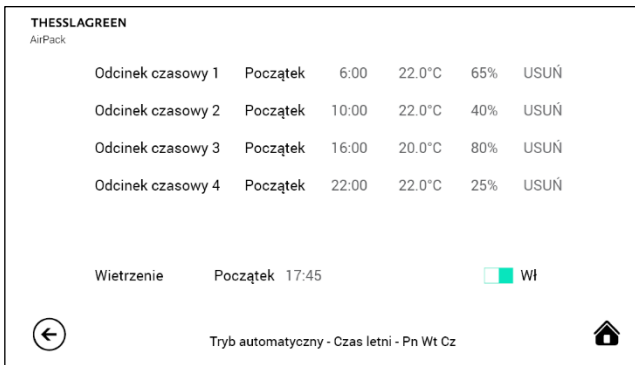 THESSLAGREEN
AirPack
Odcinek czasowy 1 Początek 6:00 22.0°C 65% USUŃ
Odcinek czasowy 2 Początek 10:00 22.0°C 40% USUŃ
Odcinek czasowy 3 Początek 16:00 20.0°C 80% USUŃ
Odcinek czasowy 4 Początek 22:00 22.0°C 25% USUŃ
Wietrzenie Początek 17:45 Wł
Tryb automatyczny - Czas letni - Pn Wt Cz